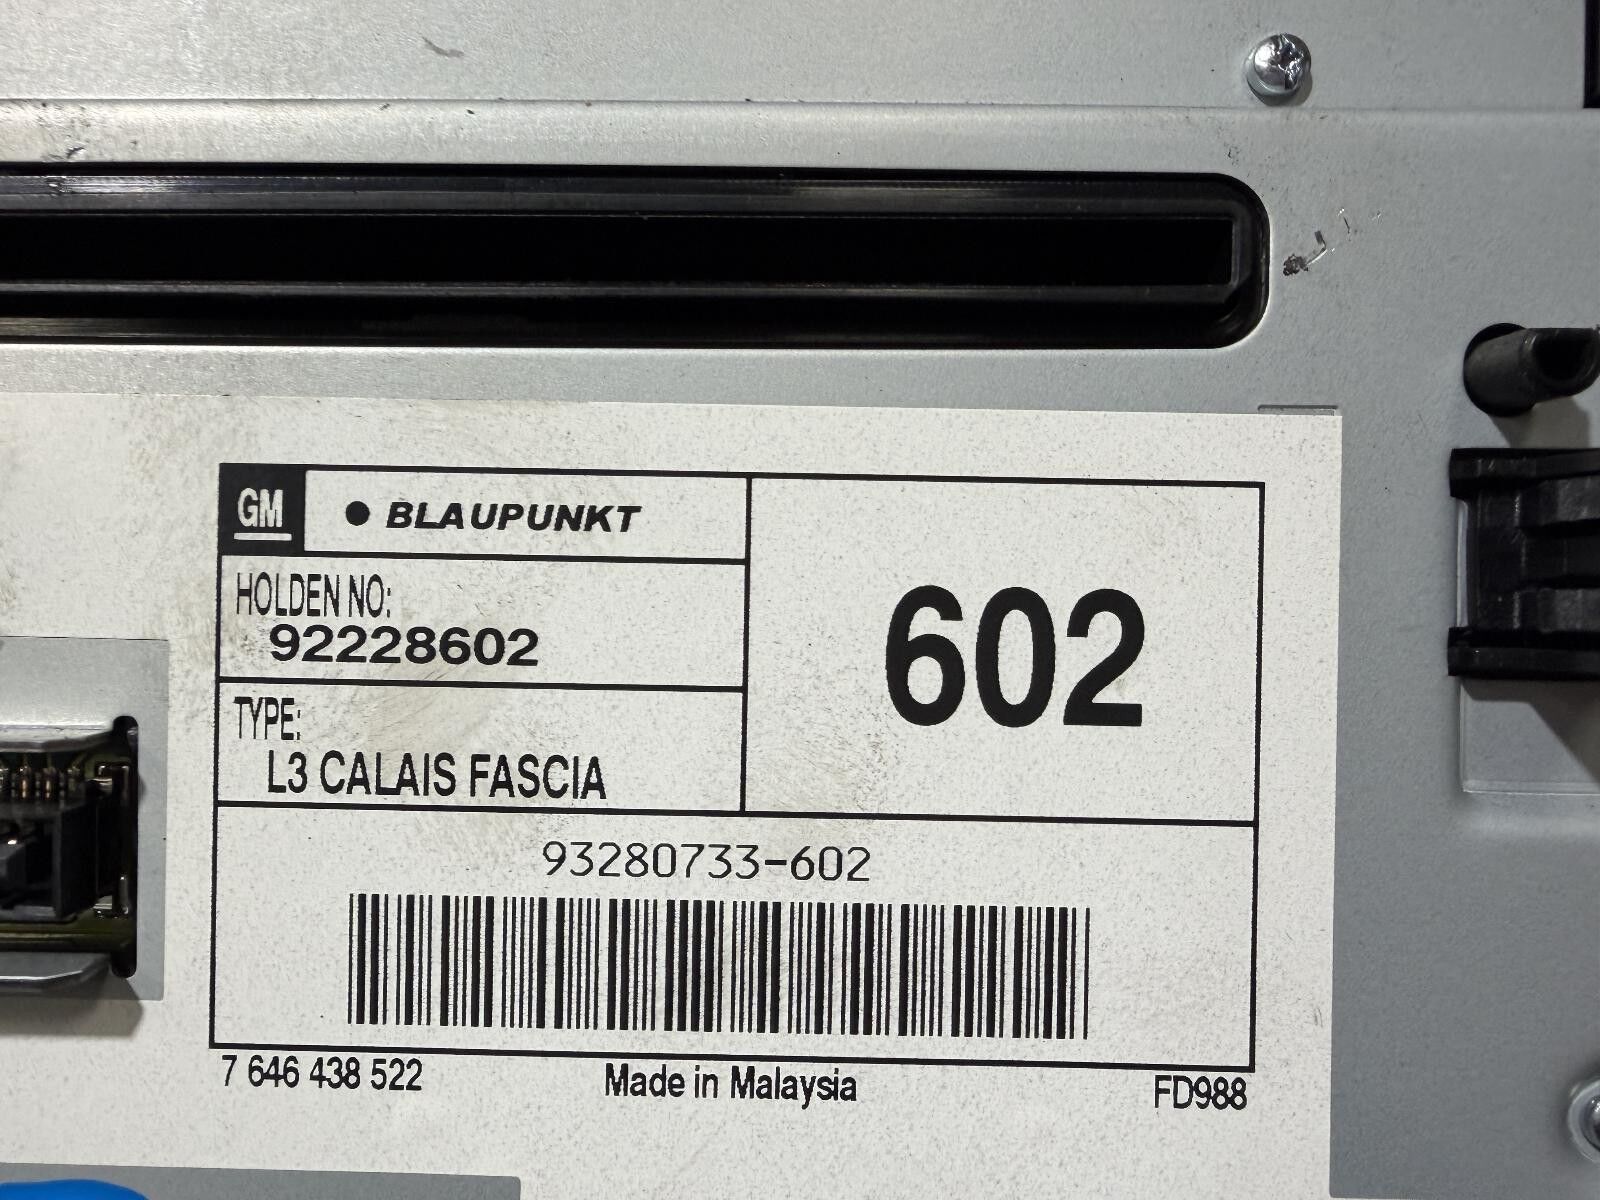 GM
BLAUPUNKT
HOLDEN NO:
92228602
TYPE:
L3 CALAIS FASCIA
602
93280733-602
7 646 438 522
Made in Malaysia
FD988